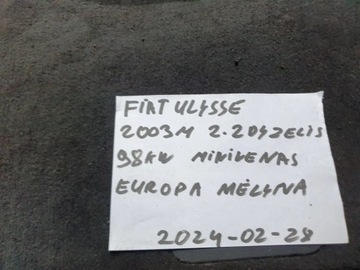 FIAT ULYSSE
2003M 2.2DYZELIS
98KW MINIVENAS
EUROPA MĖLYNA
2024-02-28